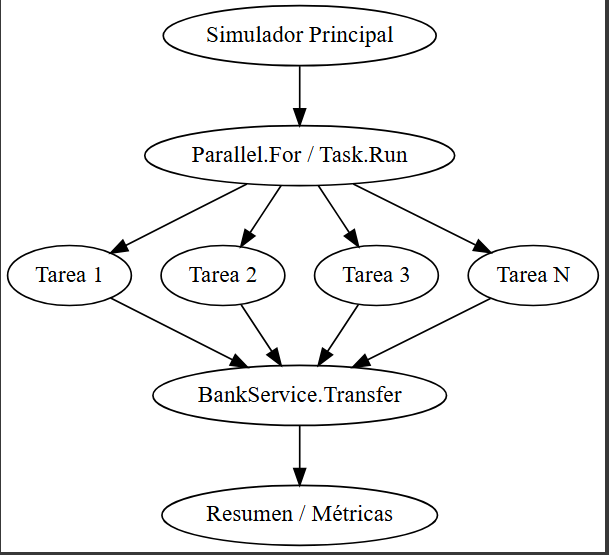 Simulador Principal
Parallel.For / Task.Run
Tarea 1
Tarea 2
Tarea 3
Tarea N
BankService.Transfer
Resumen / Métricas